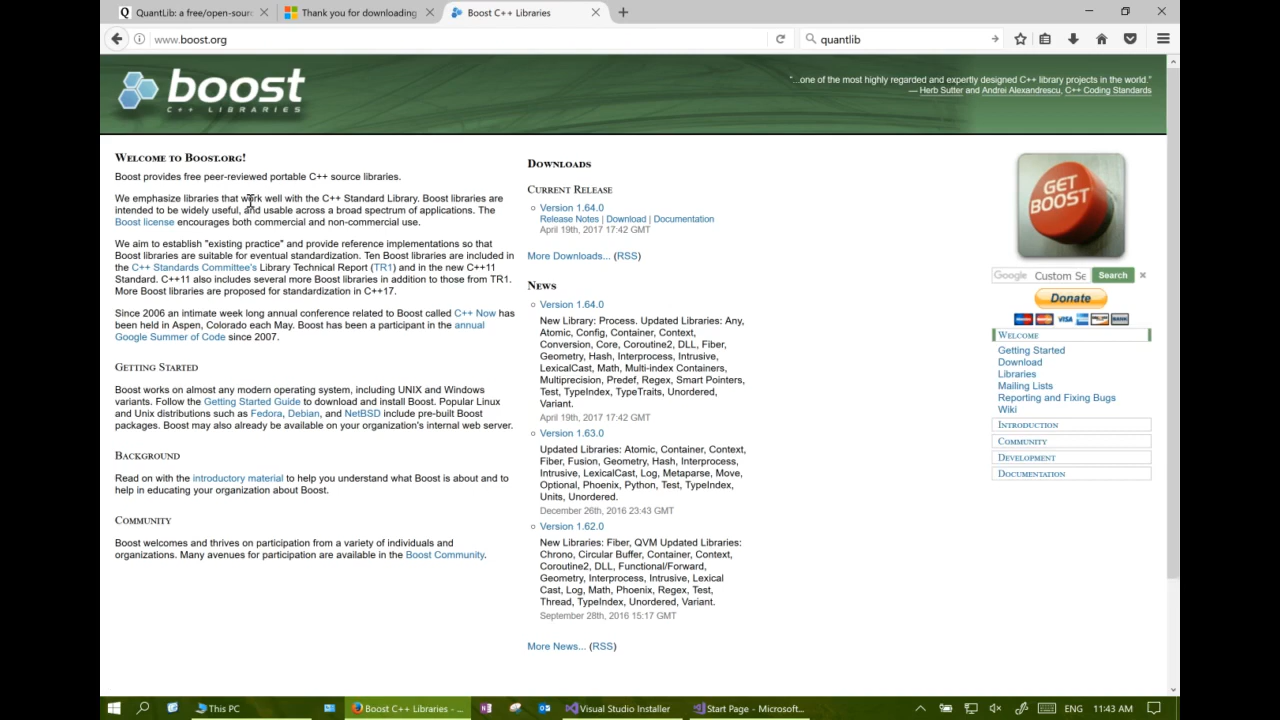 QuantLib: a free/open-sour
Thank you for downloading
Boost C++ Libraries
www.boost.org
quantlib
boost
C++ LIBRARIES
“...one of the most highly regarded and expertly designed C++ library projects in the world.”
— Herb Sutter and Andrei Alexandrescu, C++ Coding Standards
Welcome to Boost.org!
Boost provides free peer-reviewed portable C++ source libraries.
We emphasize libraries that work well with the C++ Standard Library. Boost libraries are
intended to be widely useful, and usable across a broad spectrum of applications. The
Boost license encourages both commercial and non-commercial use.
We aim to establish "existing practice" and provide reference implementations so that
Boost libraries are suitable for eventual standardization. Ten Boost libraries are included in
the C++ Standards Committee's Library Technical Report (TR1) and in the new C++11
Standard. C++11 also includes several more Boost libraries in addition to those from TR1.
More Boost libraries are proposed for standardization in C++17.
Since 2006 an intimate week long annual conference related to Boost called C++ Now has
been held in Aspen, Colorado each May. Boost has been a participant in the annual
Google Summer of Code since 2007.
Getting Started
Boost works on almost any modern operating system, including UNIX and Windows
variants. Follow the Getting Started Guide to download and install Boost. Popular Linux
and Unix distributions such as Fedora, Debian, and NetBSD include pre-built Boost
packages. Boost may also already be available on your organization's internal web server.
Background
Read on with the introductory material to help you understand what Boost is about and to
help in educating your organization about Boost.
Community
Boost welcomes and thrives on participation from a variety of individuals and
organizations. Many avenues for participation are available in the Boost Community.
Downloads
Current Release
Version 1.64.0
Release Notes | Download | Documentation
April 19th, 2017 17:42 GMT
More Downloads... (RSS)
News
Version 1.64.0
New Library: Process. Updated Libraries: Any,
Atomic, Config, Container, Context,
Conversion, Core, Coroutine2, DLL, Fiber,
Geometry, Hash, Interprocess, Intrusive,
LexicalCast, Math, Multi-index Containers,
Multiprecision, Predef, Regex, Smart Pointers,
Test, TypeIndex, TypeTraits, Unordered,
Variant.
April 19th, 2017 17:42 GMT
Version 1.63.0
Updated Libraries: Atomic, Container, Context,
Fiber, Fusion, Geometry, Hash, Interprocess,
Intrusive, LexicalCast, Log, Metaparse, Move,
Optional, Phoenix, Python, Test, TypeIndex,
Units, Unordered.
December 26th, 2016 23:43 GMT
Version 1.62.0
New Libraries: Fiber, QVM Updated Libraries:
Chrono, Circular Buffer, Container, Context,
Coroutine2, DLL, Functional/Forward,
Geometry, Interprocess, Intrusive, Lexical
Cast, Log, Math, Phoenix, Regex, Test,
Thread, TypeIndex, Unordered, Variant.
September 28th, 2016 15:17 GMT
More News... (RSS)
GET
BOOST
Google Custom Se Search
Donate
VISA
Welcome
Getting Started
Download
Libraries
Mailing Lists
Reporting and Fixing Bugs
Wiki
Introduction
Community
Development
Documentation
This PC
Boost C++ Libraries - ...
Visual Studio Installer
Start Page - Microsoft...
ENG
11:43 AM